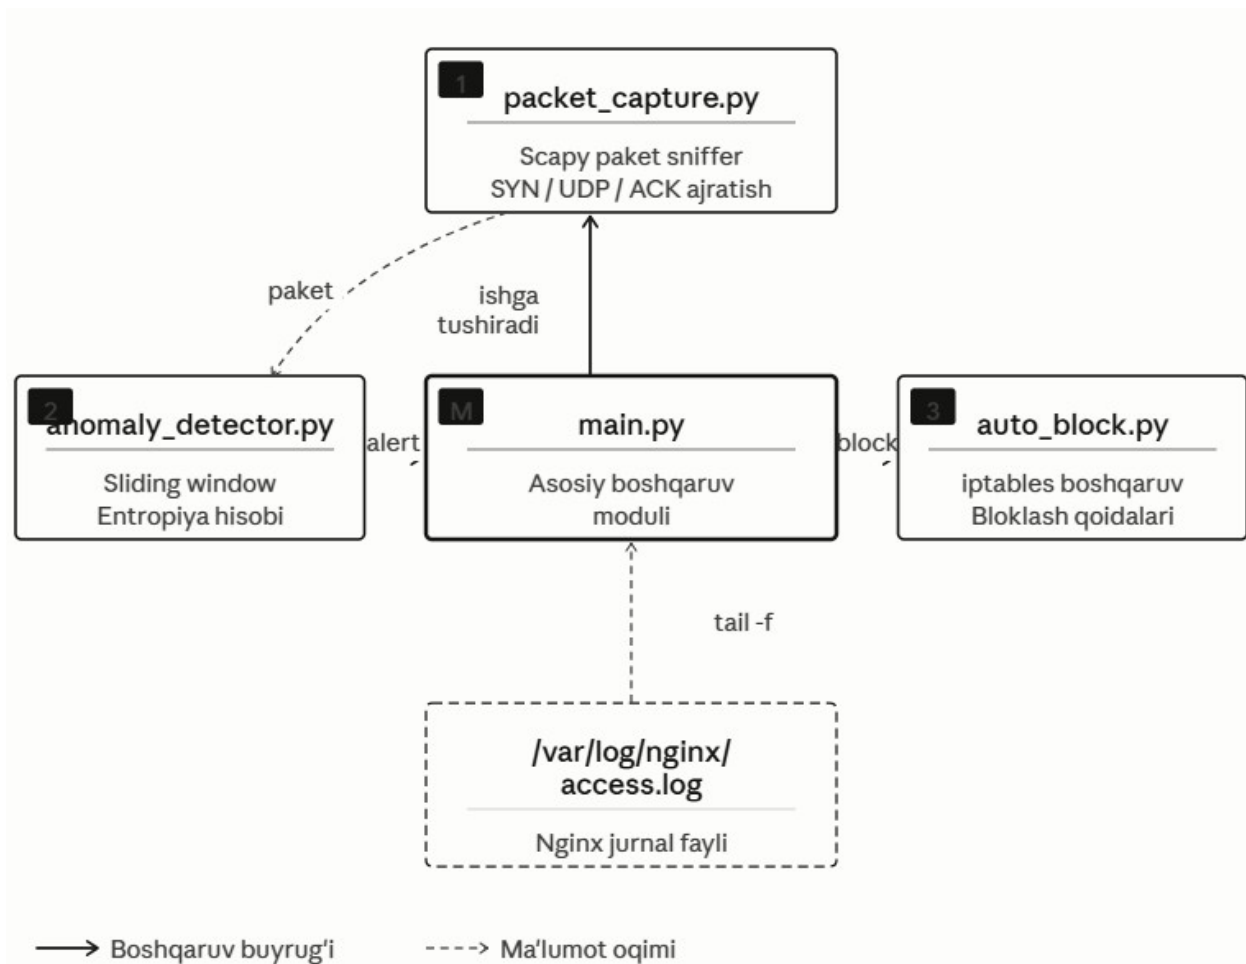 1
packet_capture.py
Scapy paket sniffer
SYN / UDP / ACK ajratish
paket
ishga
tushiradi
2
anomaly_detector.py
Sliding window
Entropiya hisobi
alert
M
main.py
Asosiy boshqaruv
moduli
block
3
auto_block.py
iptables boshqaruv
Bloklash qoidalari
tail -f
/var/log/nginx/
access.log
Nginx jurnal fayli
Boshqaruv buyrug'i
Ma'lumot oqimi